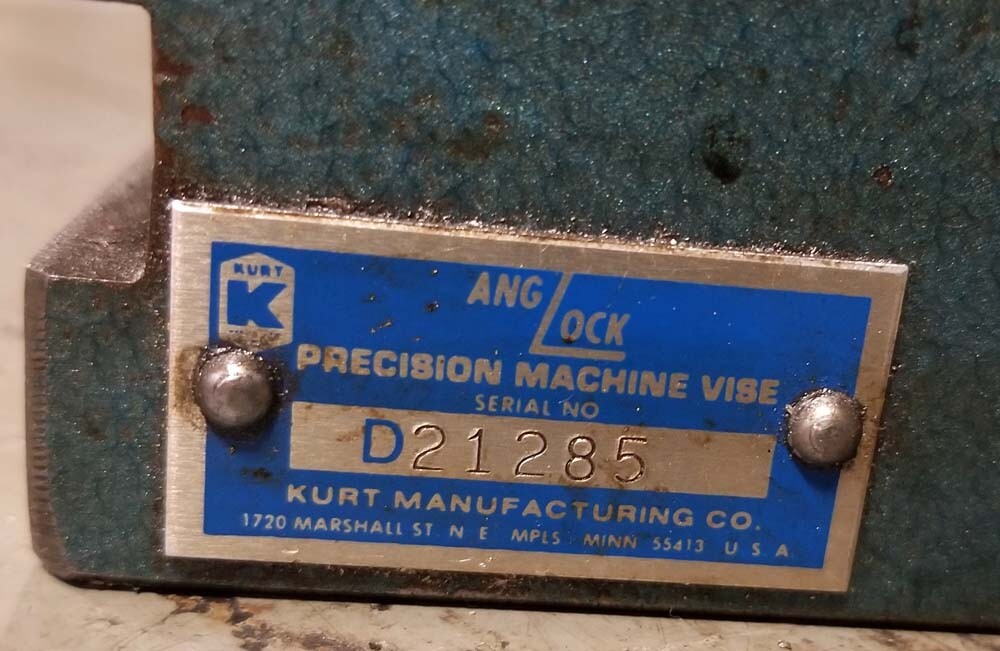 KURT
K
ANG LOCK
PRECISION MACHINE VISE
SERIAL NO
D21285
KURT MANUFACTURING CO.
1720 MARSHALL ST N E MPLS MINN 55413 U S A